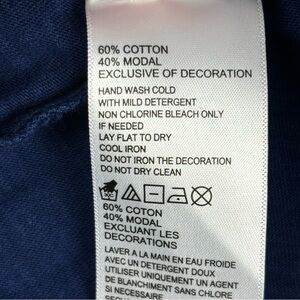 60% COTTON
40% MODAL
EXCLUSIVE OF DECORATION
HAND WASH COLD
WITH MILD DETERGENT
NON CHLORINE BLEACH ONLY
IF NEEDED
LAY FLAT TO DRY
COOL IRON
DO NOT IRON THE DECORATION
DO NOT DRY CLEAN
60% COTON
40% MODAL
EXCLUANT LES
DECORATIONS
LAVER A LA MAIN EN EAU FROIDE
AVEC UN DETERGENT DOUX
UTILISER UNIQUEMENT UN AGENT
DE BLANCHIMENT SANS CHLORE
SI NECESSAIRE